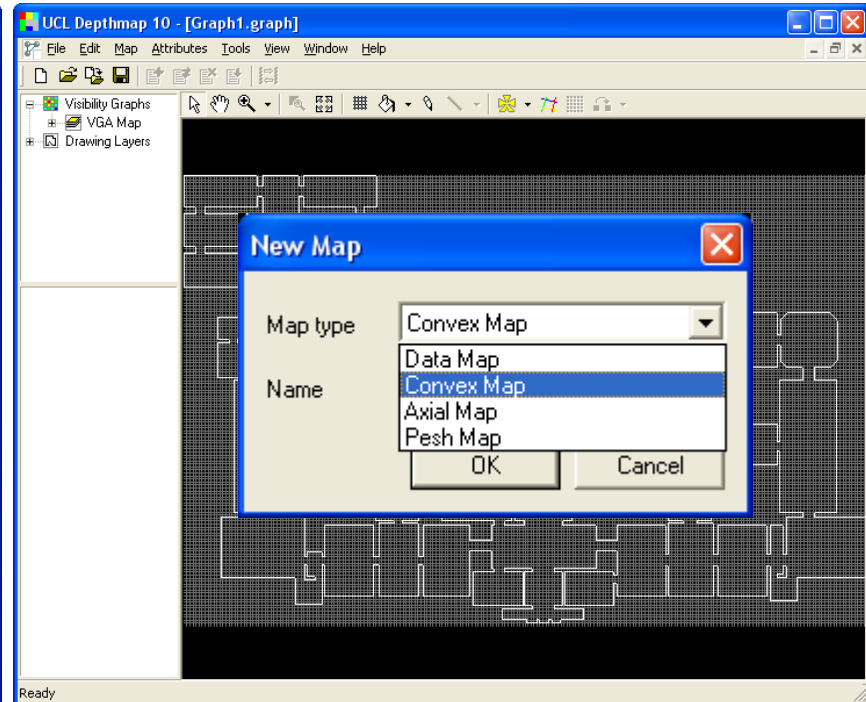 UCL Depthmap 10 - [Graph1.graph]
File Edit Map Attributes Tools View Window Help
Visibility Graphs
VGA Map
Drawing Layers
New Map
Map type
Convex Map
Data Map
Convex Map
Name
Axial Map
Pesh Map
OK Cancel
Ready